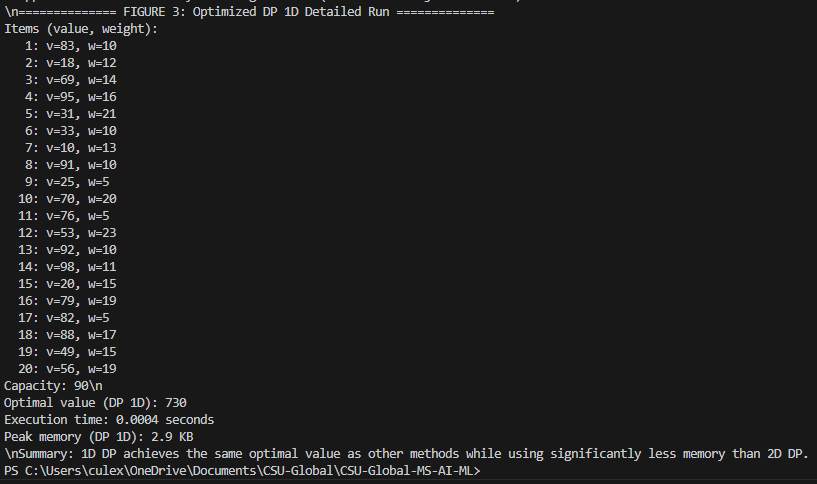 \n============== FIGURE 3: Optimized DP 1D Detailed Run ==============
Items (value, weight):
   1: v=83, w=10
   2: v=18, w=12
   3: v=69, w=14
   4: v=95, w=16
   5: v=31, w=21
   6: v=33, w=10
   7: v=10, w=13
   8: v=91, w=10
   9: v=25, w=5
  10: v=70, w=20
  11: v=76, w=5
  12: v=53, w=23
  13: v=92, w=10
  14: v=98, w=11
  15: v=20, w=15
  16: v=79, w=19
  17: v=82, w=5
  18: v=88, w=17
  19: v=49, w=15
  20: v=56, w=19
Capacity: 90\n
Optimal value (DP 1D): 730
Execution time: 0.0004 seconds
Peak memory (DP 1D): 2.9 KB
\nSummary: 1D DP achieves the same optimal value as other methods while using significantly less memory than 2D DP.
PS C:\Users\culex\OneDrive\Documents\CSU-Global\CSU-Global-MS-AI-ML>